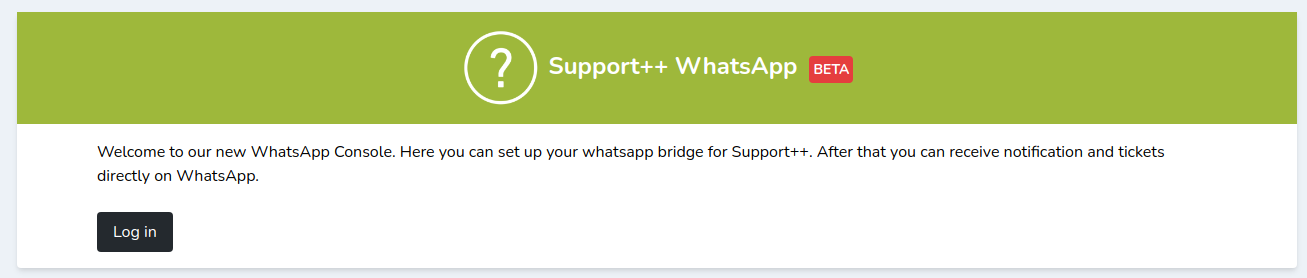 ?
Support++ WhatsApp BETA
Welcome to our new WhatsApp Console. Here you can set up your whatsapp bridge for Support++. After that you can receive notification and tickets
directly on WhatsApp.
Log in